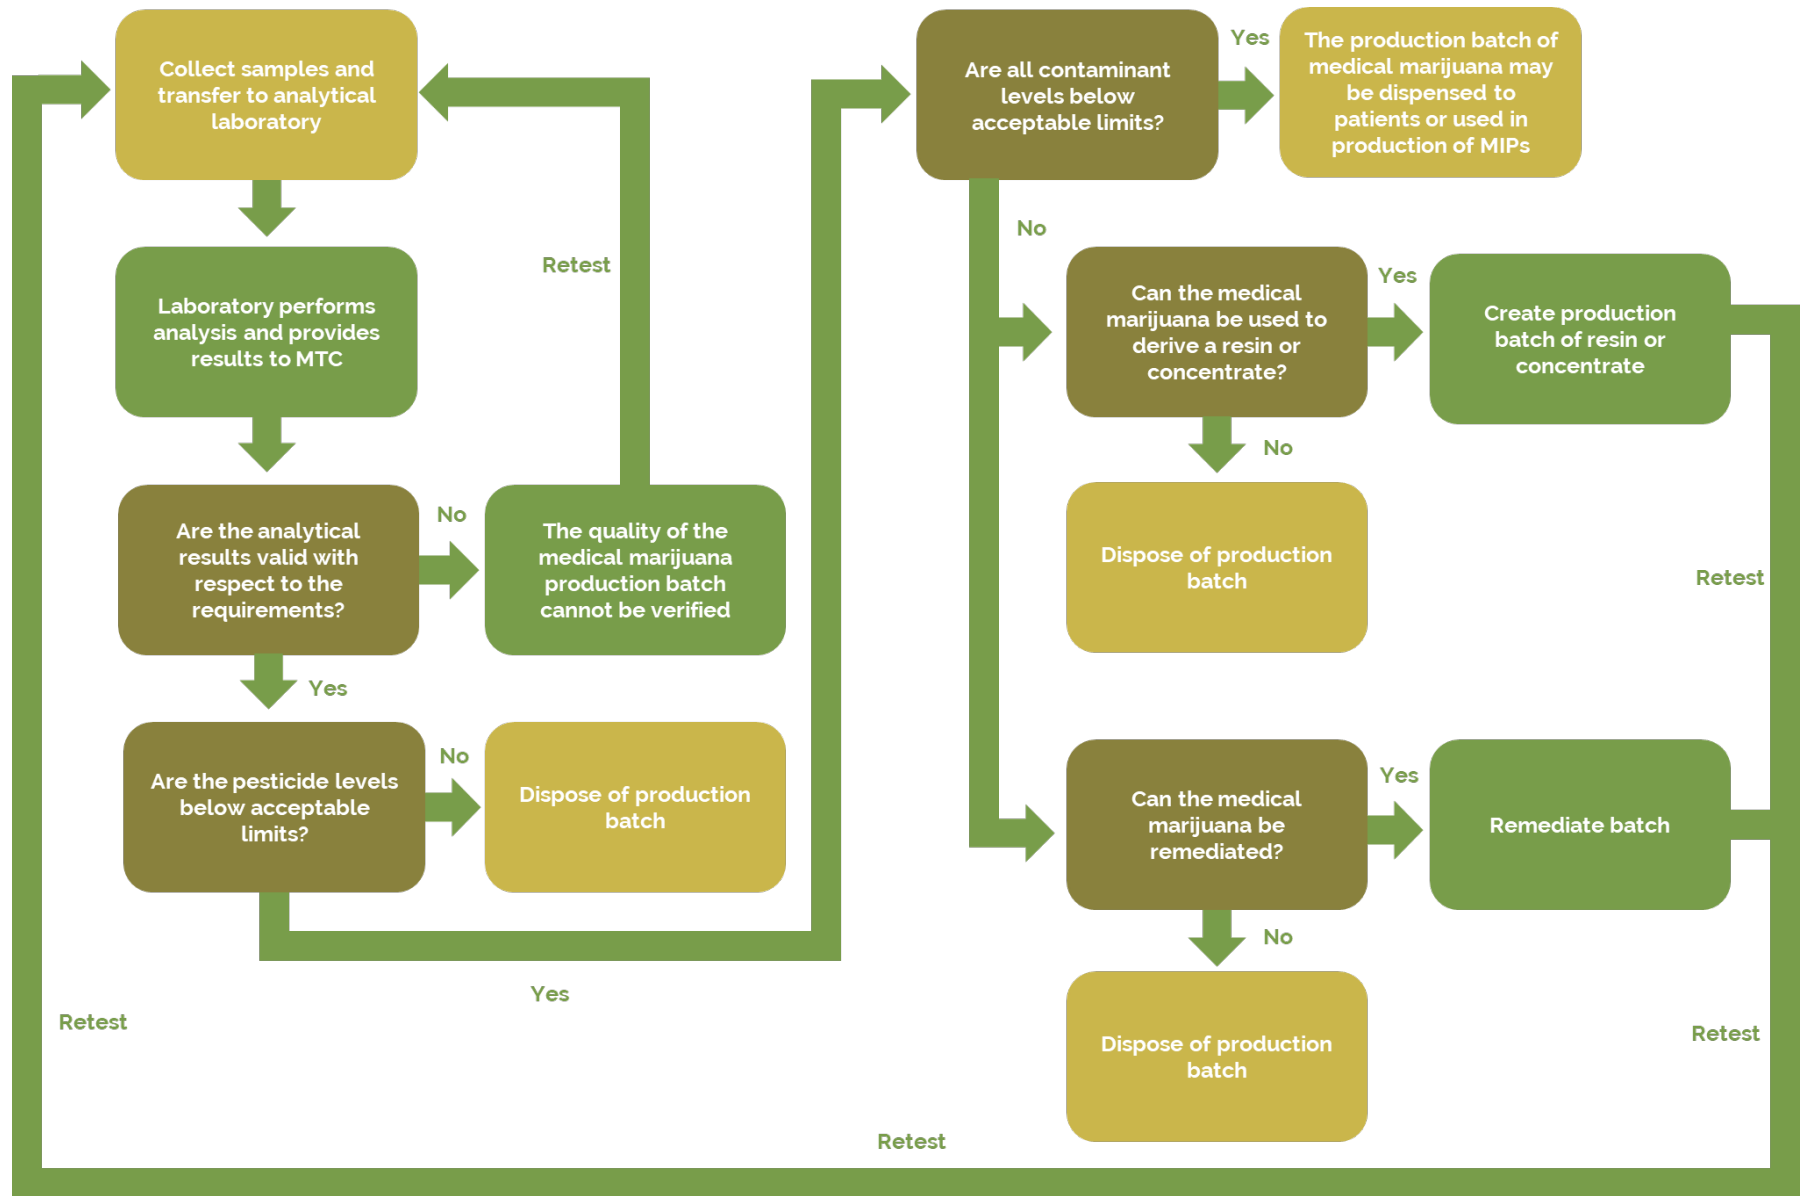 Collect samples and
transfer to analytical
laboratory
Laboratory performs
analysis and provides
results to MTC
Retest
Are the analytical
results valid with
respect to the
requirements?
No
The quality of the
medical marijuana
production batch
cannot be verified
Yes
Are the pesticide levels
below acceptable
limits?
No
Dispose of production
batch
Yes
Retest
Are all contaminant
levels below
acceptable limits?
Yes
The production batch of
medical marijuana may
be dispensed to
patients or used in
production of MIPs
No
Can the medical
marijuana be used to
derive a resin or
concentrate?
Yes
Create production
batch of resin or
concentrate
No
Dispose of production
batch
Retest
Can the medical
marijuana be
remediated?
Yes
Remediate batch
No
Dispose of production
batch
Retest
Retest